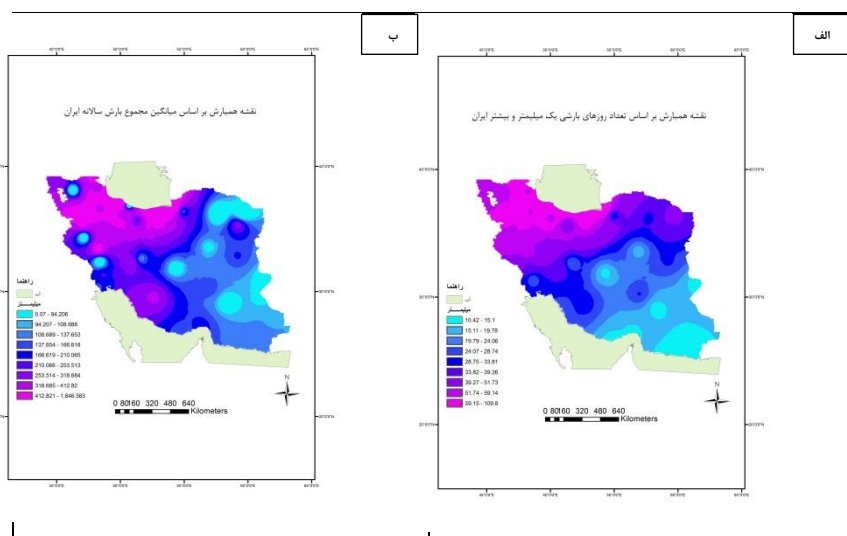 الف
ب
نقشه همبارش بر اساس تعداد روزهای بارشی یک میلیمتر و بیشتر ایران
راهنما
آب
میلیمتر
10.42 - 15.1
15.11 - 19.78
19.79 - 24.06
24.07 - 28.74
28.75 - 33.81
33.82 - 39.26
39.27 - 51.73
51.74 - 59.14
59.15 - 109.8
N
0 80160 320 480 640
Kilometers
نقشه همبارش بر اساس میانگین مجموع بارش سالانه ایران
راهنما
آب
میلیمتر
0.07 - 94.206
94.207 - 108.688
108.689 - 137.653
137.654 - 166.618
166.619 - 210.065
210.066 - 253.513
253.514 - 318.684
318.685 - 412.82
412.821 - 1,846.563
N
0 80160 320 480 640
Kilometers